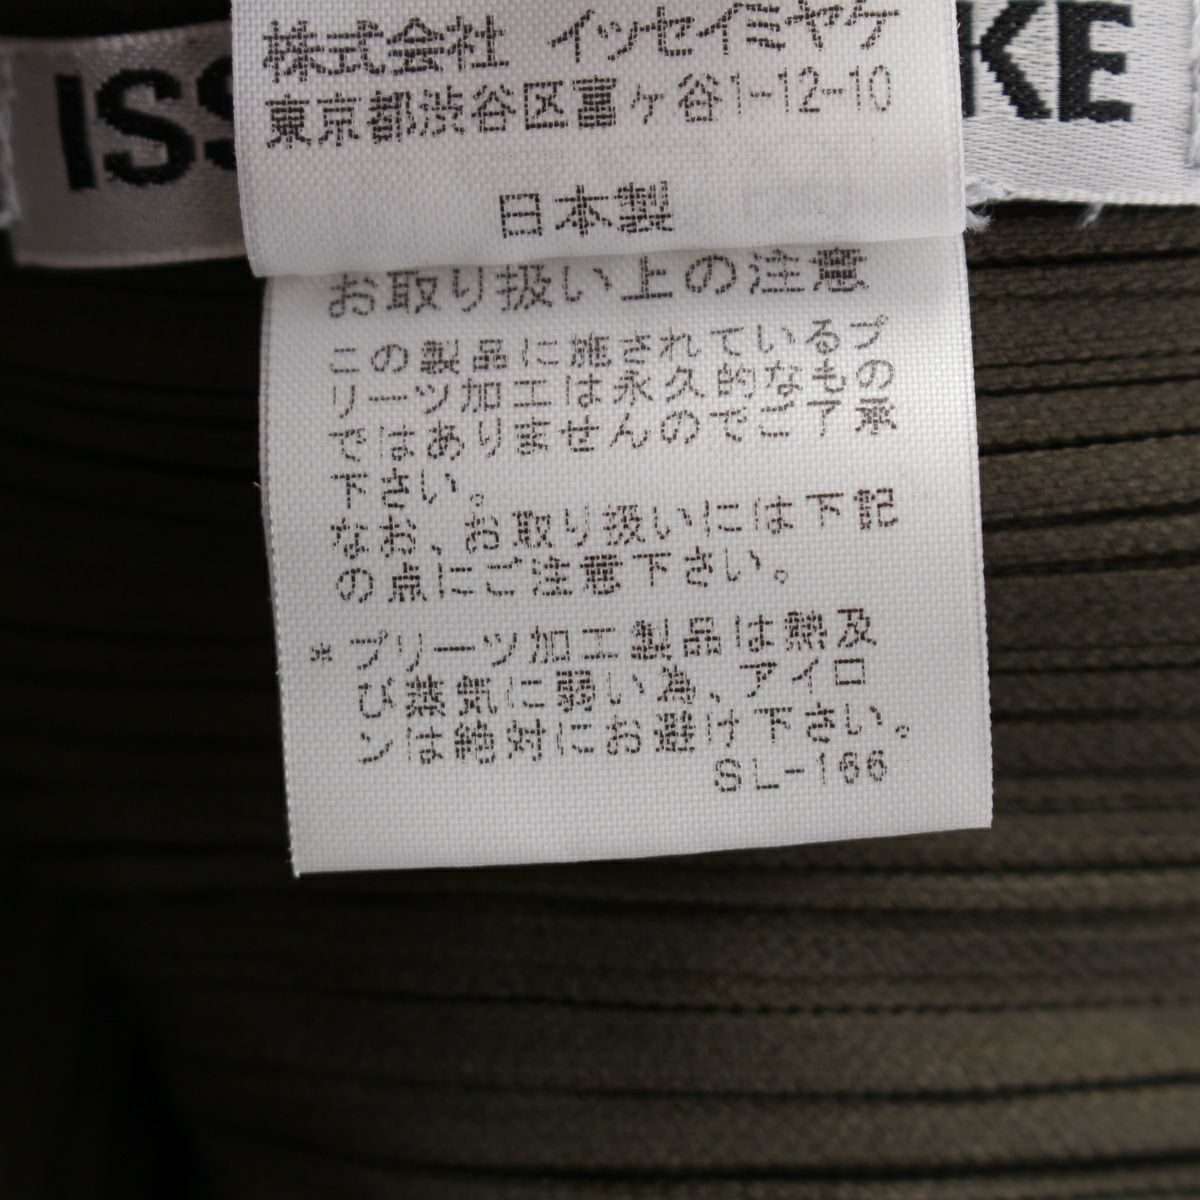 株式会社 イッセイミヤケ
東京都渋谷区富ヶ谷1-12-10
日本製
お取り扱い上の注意
この製品に施されているプ
リーツ加工は永久的なもの
ではありませんのでご了承
下さい。
なお、お取り扱いには下記
の点にご注意下さい。
*プリーツ加工製品は熱及
び蒸気に弱い為、アイロ
ンは絶対にお避け下さい。
SL-166